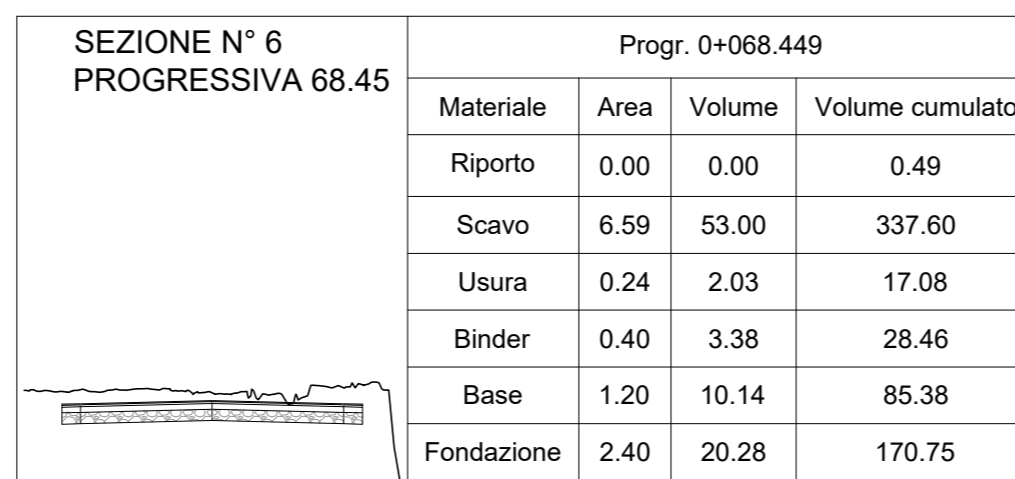 SEZIONE N° 6
PROGRESSIVA 68.45
Progr. 0+068.449
Materiale Area Volume Volume cumulato
Riporto 0.00 0.00 0.49
Scavo 6.59 53.00 337.60
Usura 0.24 2.03 17.08
Binder 0.40 3.38 28.46
Base 1.20 10.14 85.38
Fondazione 2.40 20.28 170.75